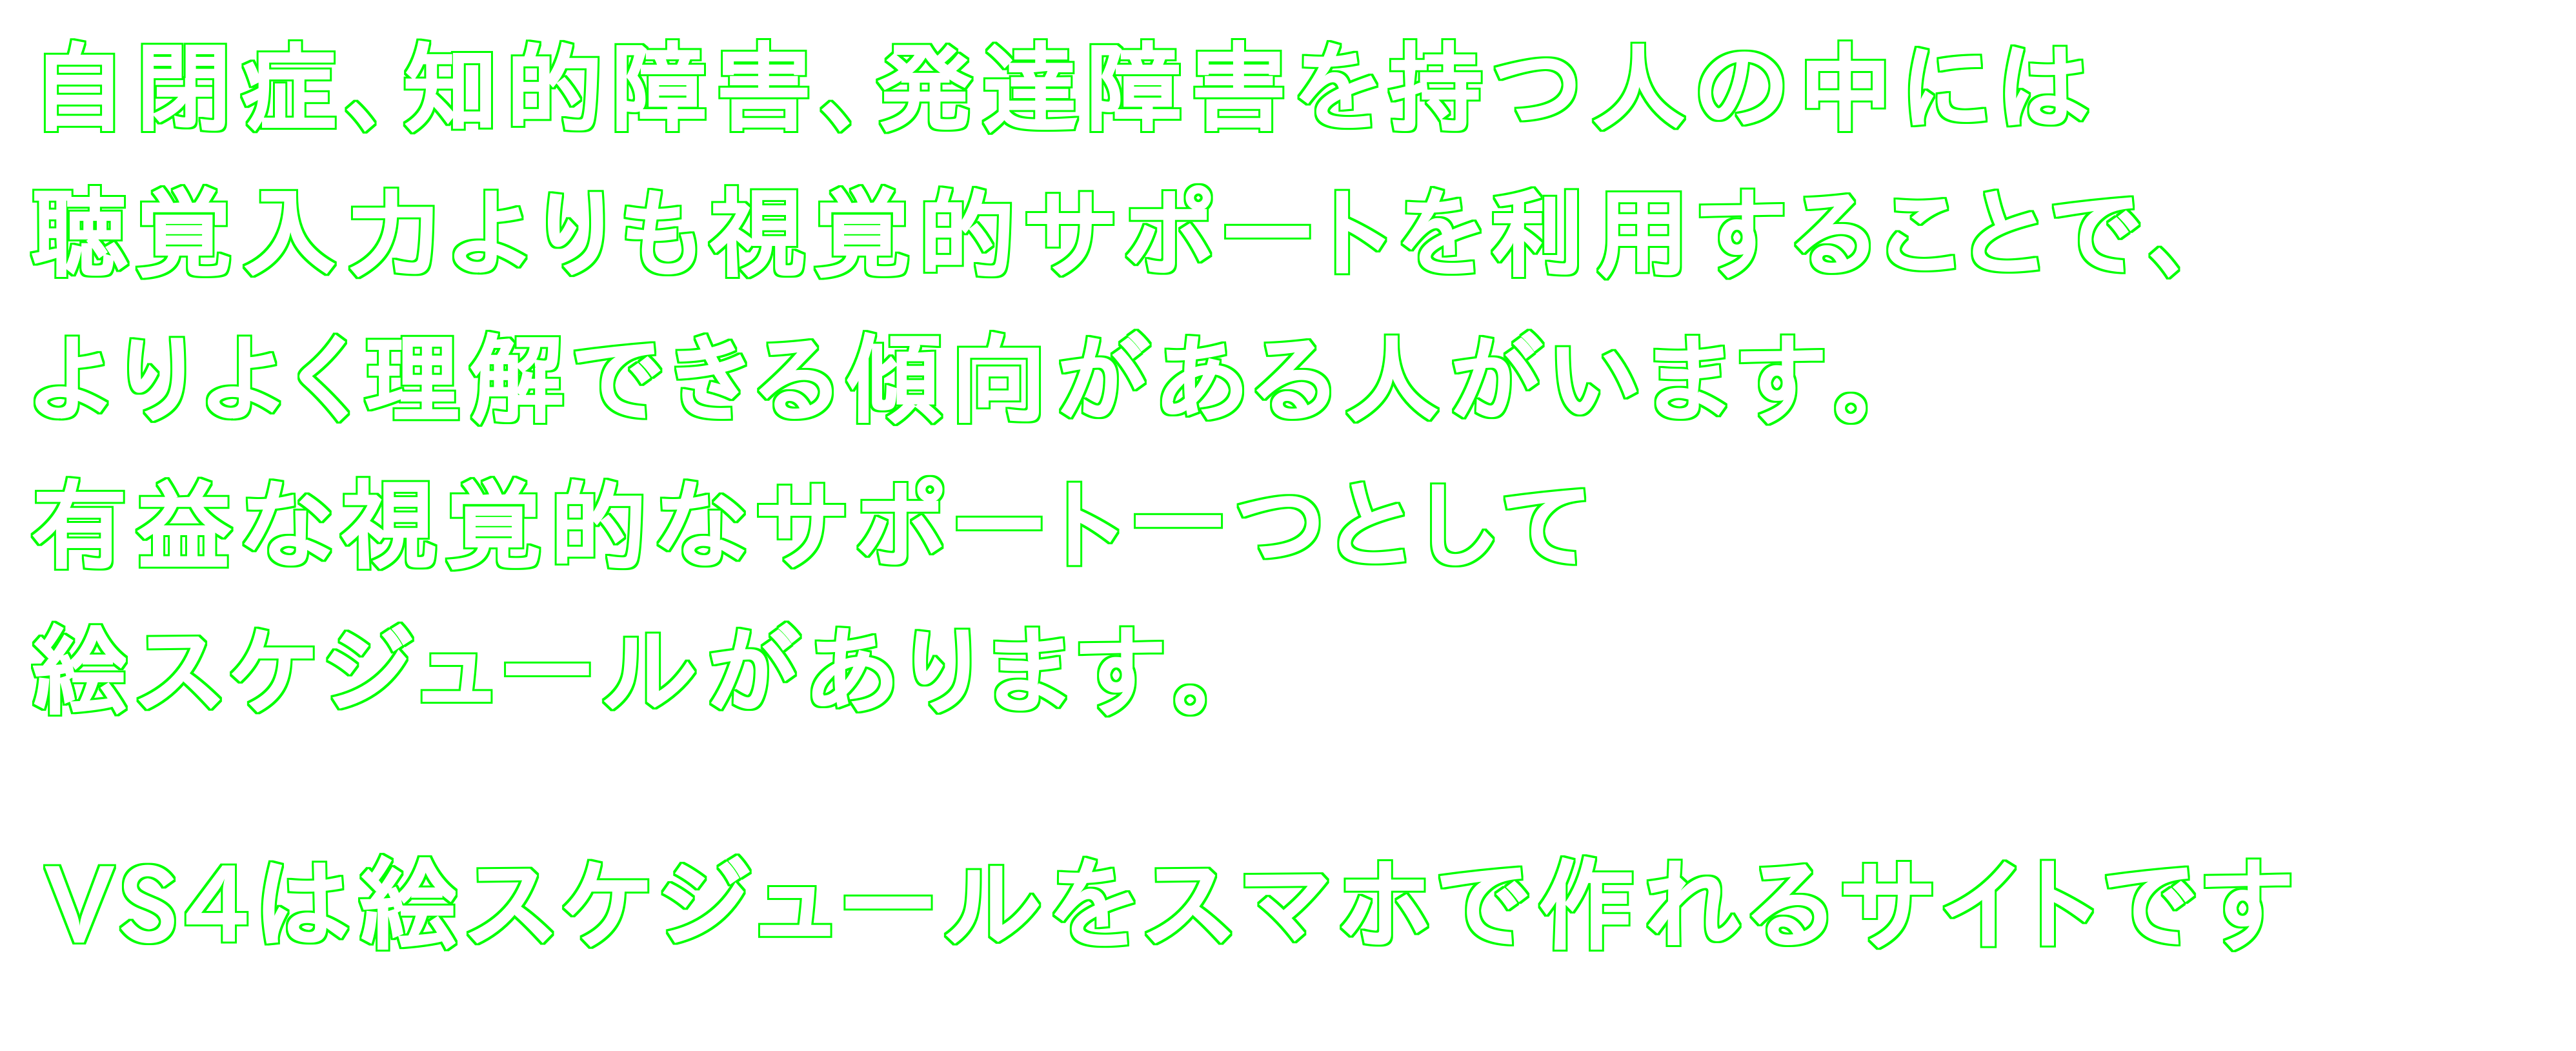 自閉症、知的障害、発達障害を持つ人の中には
聴覚入力よりも視覚的サポートを利用することで、
よりよく理解できる傾向がある人がいます。
有益な視覚的なサポート一つとして
絵スケジュールがあります。
VS4は絵スケジュールをスマホで作れるサイトです